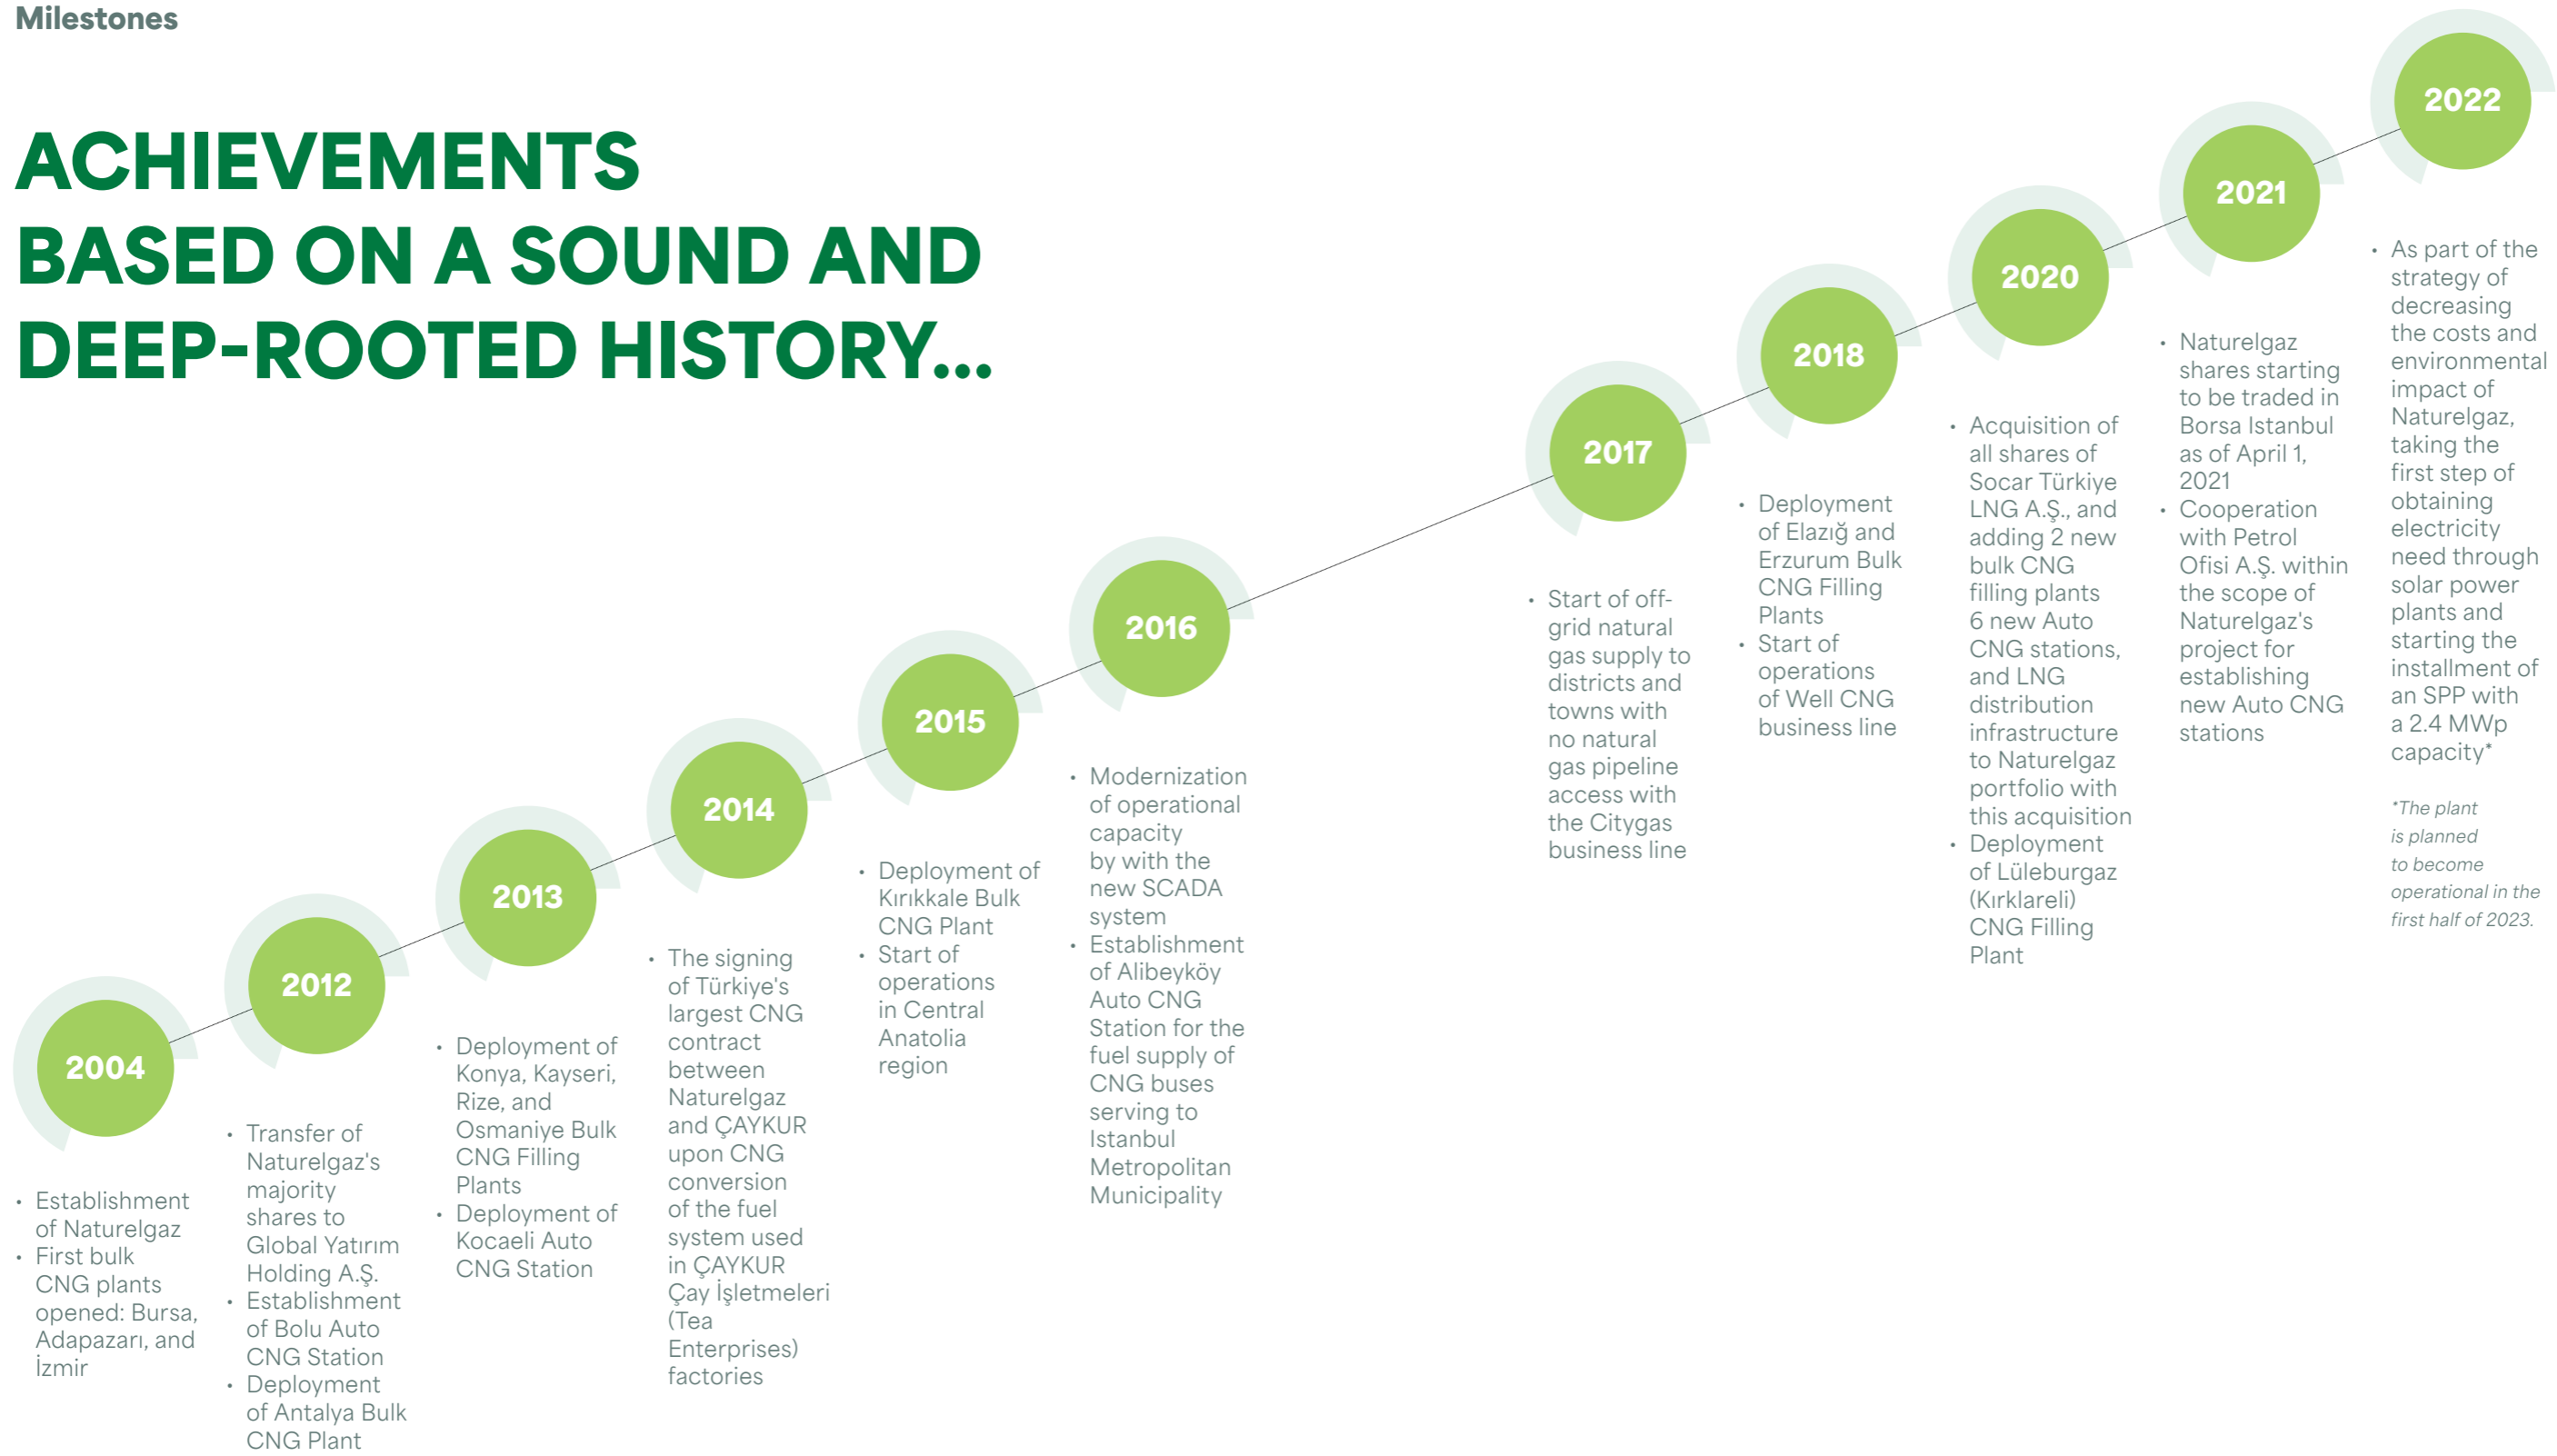 Milestones
ACHIEVEMENTS
BASED ON A SOUND AND
DEEP-ROOTED HISTORY...
2004
• Establishment
of Naturelgaz
• First bulk
CNG plants
opened: Bursa,
Adapazarı, and
İzmir
2012
• Transfer of
Naturelgaz's
majority
shares to
Global Yatırım
Holding A.Ş.
• Establishment
of Bolu Auto
CNG Station
• Deployment
of Antalya Bulk
CNG Plant
2013
• Deployment of
Konya, Kayseri,
Rize, and
Osmaniye Bulk
CNG Filling
Plants
• Deployment of
Kocaeli Auto
CNG Station
2014
• The signing
of Türkiye's
largest CNG
contract
between
Naturelgaz
and ÇAYKUR
upon CNG
conversion
of the fuel
system used
in ÇAYKUR
Çay İşletmeleri
(Tea
Enterprises)
factories
2015
• Deployment of
Kırıkkale Bulk
CNG Plant
• Start of
operations
in Central
Anatolia
region
2016
• Modernization
of operational
capacity
by with the
new SCADA
system
• Establishment
of Alibeyköy
Auto CNG
Station for the
fuel supply of
CNG buses
serving to
Istanbul
Metropolitan
Municipality
2017
• Start of off-
grid natural
gas supply to
districts and
towns with
no natural
gas pipeline
access with
the Citygas
business line
2018
• Deployment
of Elazığ and
Erzurum Bulk
CNG Filling
Plants
• Start of
operations
of Well CNG
business line
2020
• Acquisition of
all shares of
Socar Türkiye
LNG A.Ş., and
adding 2 new
bulk CNG
filling plants
6 new Auto
CNG stations,
and LNG
distribution
infrastructure
to Naturelgaz
portfolio with
this acquisition
• Deployment
of Lüleburgaz
(Kırklareli)
CNG Filling
Plant
2021
• Naturelgaz
shares starting
to be traded in
Borsa Istanbul
as of April 1,
2021
• Cooperation
with Petrol
Ofisi A.Ş. within
the scope of
Naturelgaz's
project for
establishing
new Auto CNG
stations
2022
• As part of the
strategy of
decreasing
the costs and
environmental
impact of
Naturelgaz,
taking the
first step of
obtaining
electricity
need through
solar power
plants and
starting the
installment of
an SPP with
a 2.4 MWp
capacity*
*The plant
is planned
to become
operational in the
first half of 2023.